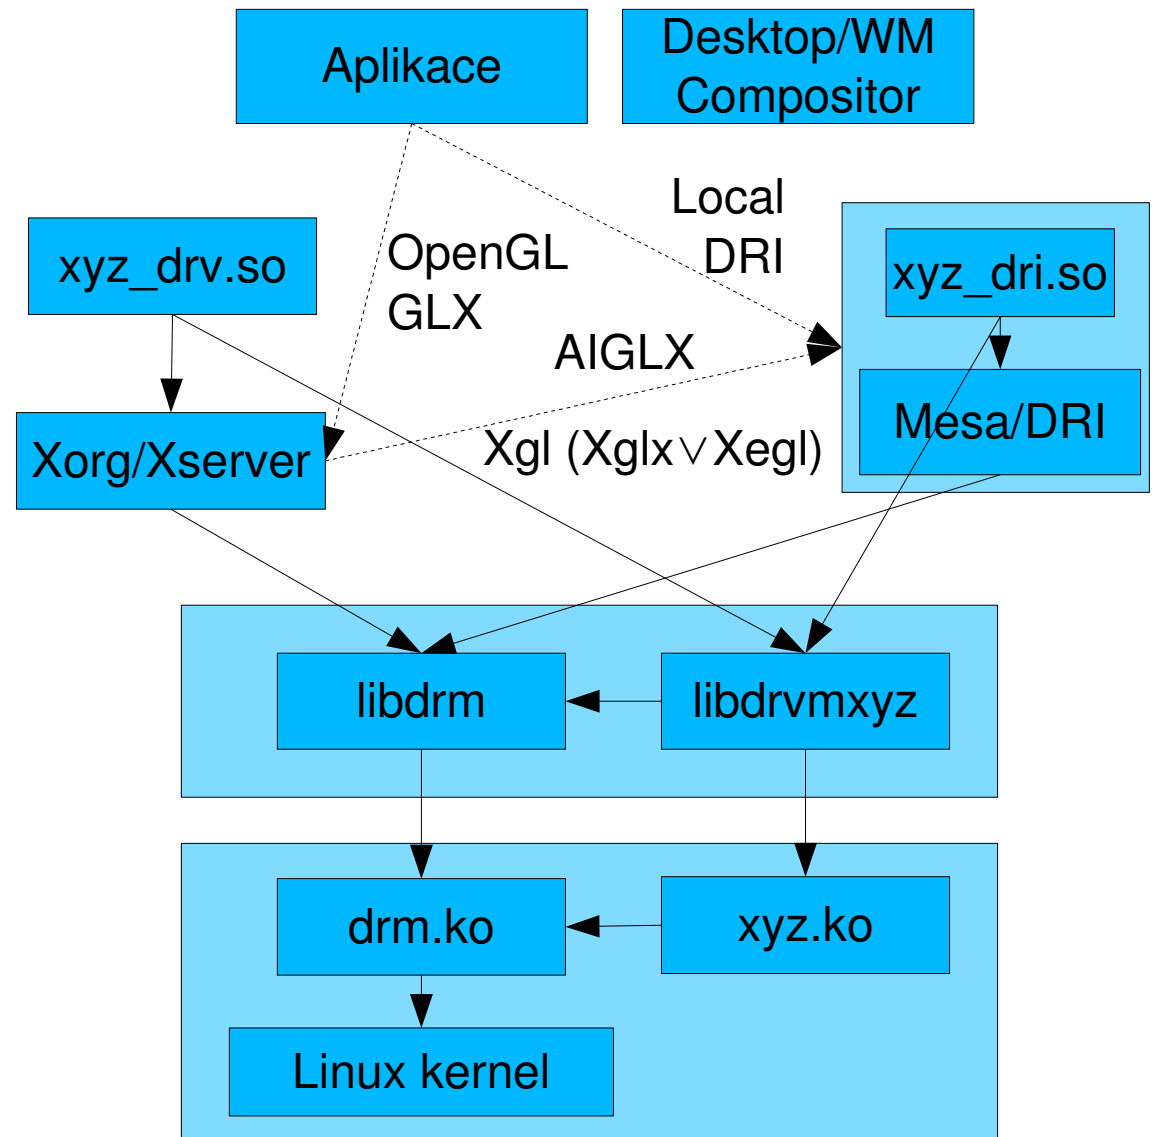 Aplikace
Desktop/WM
Compositor
Local
DRI
xyz_drv.so
OpenGL
GLX
xyz_dri.so
AIGLX
Xorg/Xserver
Xgl (Xglx∨Xegl)
Mesa/DRI
libdrm
libdrvmxyz
drm.ko
xyz.ko
Linux kernel